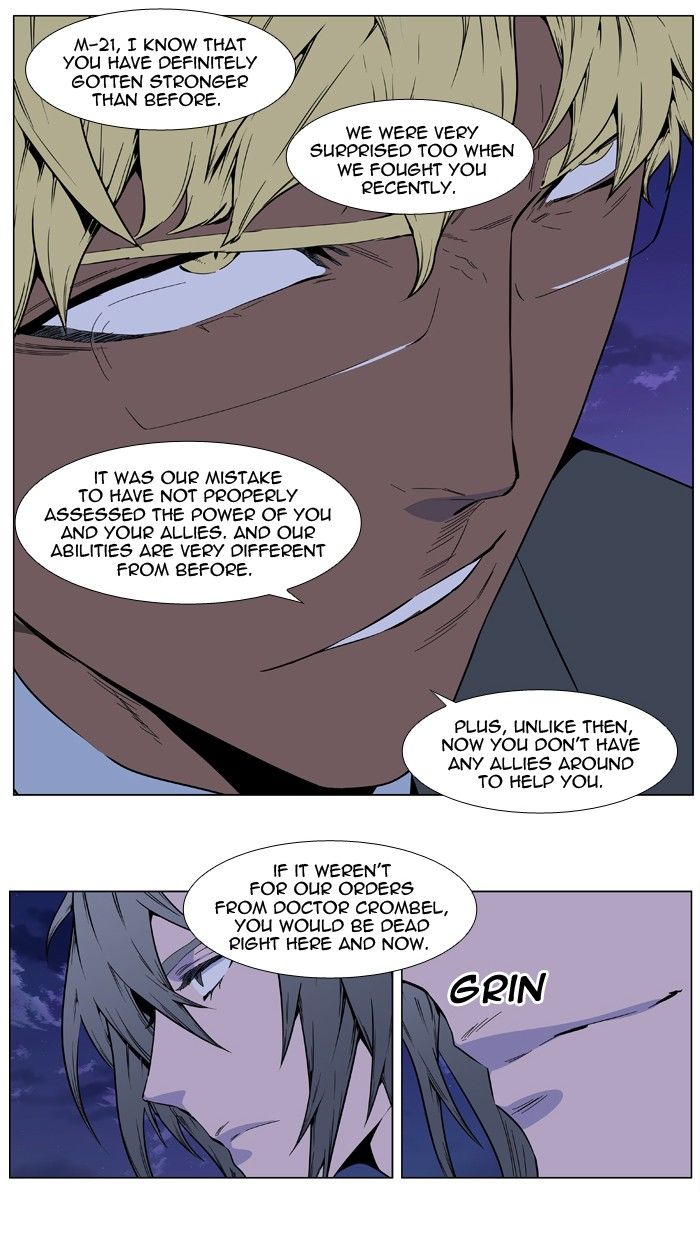 M-21, I KNOW THAT
YOU HAVE DEFINITELY
GOTTEN STRONGER
THAN BEFORE.
WE WERE VERY
SURPRISED TOO WHEN
WE FOUGHT YOU
RECENTLY.
IT WAS OUR MISTAKE
TO HAVE NOT PROPERLY
ASSESSED THE POWER OF YOU
AND YOUR ALLIES. AND OUR
ABILITIES ARE VERY DIFFERENT
FROM BEFORE.
PLUS, UNLIKE THEN,
NOW YOU DON'T HAVE
ANY ALLIES AROUND
TO HELP YOU.
IF IT WEREN'T
FOR OUR ORDERS
FROM DOCTOR CROMBEL,
YOU WOULD BE DEAD
RIGHT HERE AND NOW.
GRIN